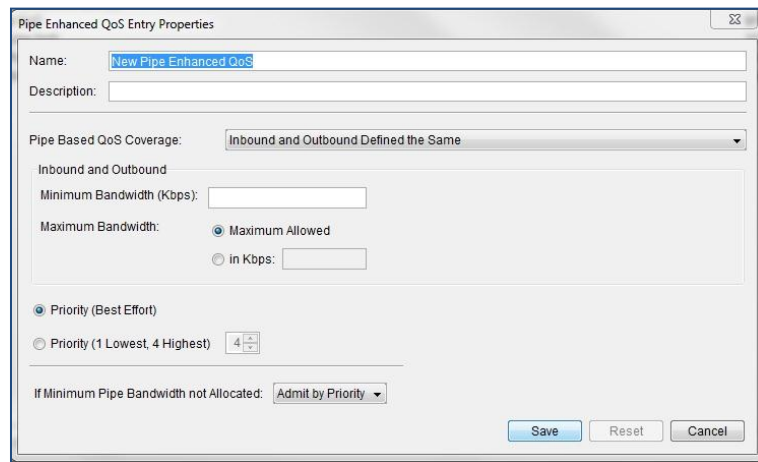 Pipe Enhanced QoS Entry Properties
Name: New Pipe Enhanced QoS
Description:
Pipe Based QoS Coverage: Inbound and Outbound Defined the Same
Inbound and Outbound
Minimum Bandwidth (Kbps):
Maximum Bandwidth: Maximum Allowed
in Kbps:
Priority (Best Effort)
Priority (1 Lowest, 4 Highest) 4
If Minimum Pipe Bandwidth not Allocated: Admit by Priority
Save Reset Cancel